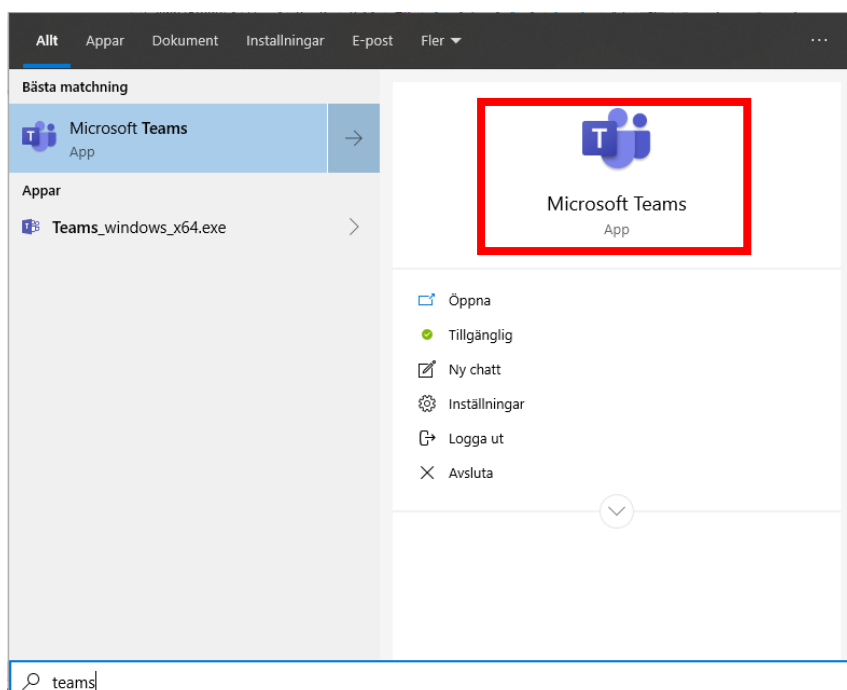 Allt Appar Dokument Installningar E-post Fler ...
Bästa matchning
Microsoft Teams
App
Appar
Teams_windows_x64.exe
T
Microsoft Teams
App
Öppna
Tillgänglig
Ny chatt
Inställningar
Logga ut
Avsluta
teams